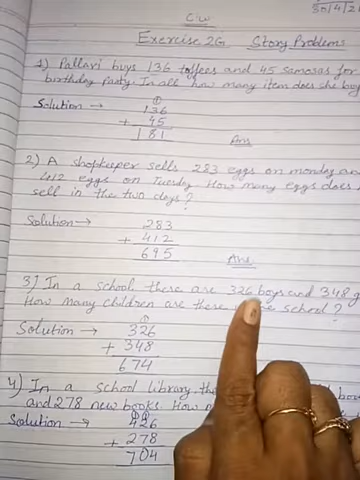 30/4/2
C.W
Exercise 2G Story Problems
1) Pallavi buys 136 toffees and 45 samosas for
birthday party. In all how many item does she buy
Solution → 1
136
+ 45
181
Ans
2) A shopkeeper sells 283 eggs on monday an
412 eggs on Tuesday How many eggs does
sell in the two days?
Solution → 283
+ 412
695
Ans.
3) In a school there are 326 boys and 348 g
How many children are there school ?
Solution → 1
326
+ 348
674
4) In a school library
and 278 new books. How
Solution → 1 1
426
+ 278
704